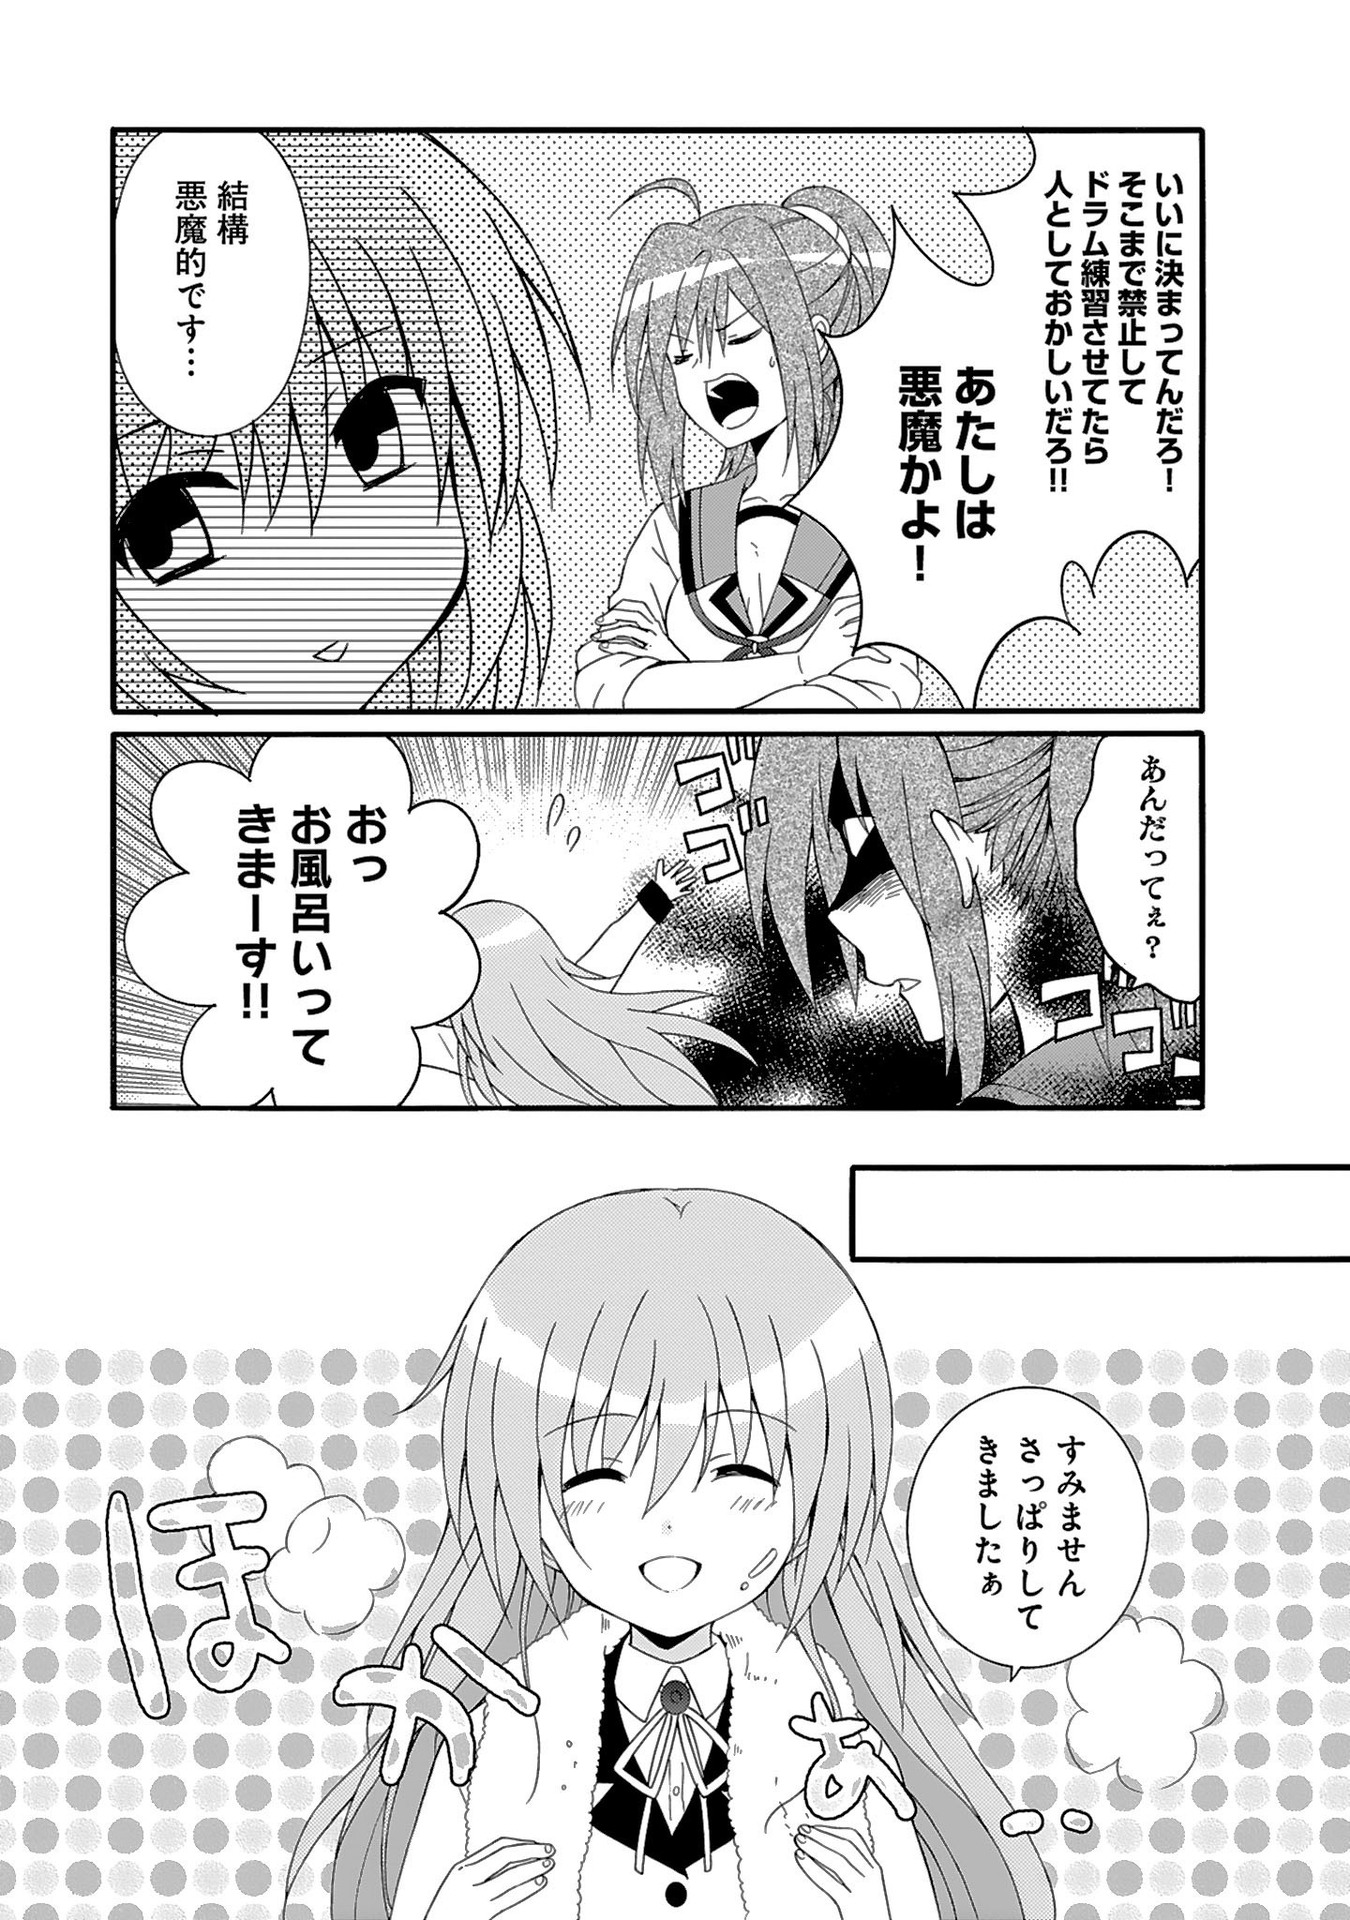 いいに決まってんだろ！
そこまで禁止して
ドラム練習させてたら
人としておかしいだろ!!
あたしは
悪魔かよ！
結構
悪魔的です…
あんだってぇ？
ゴゴ
ゴゴ
おっ
お風呂いって
きまーす!!
すみません
さっぱりして
きましたぁ
ほかぁ…